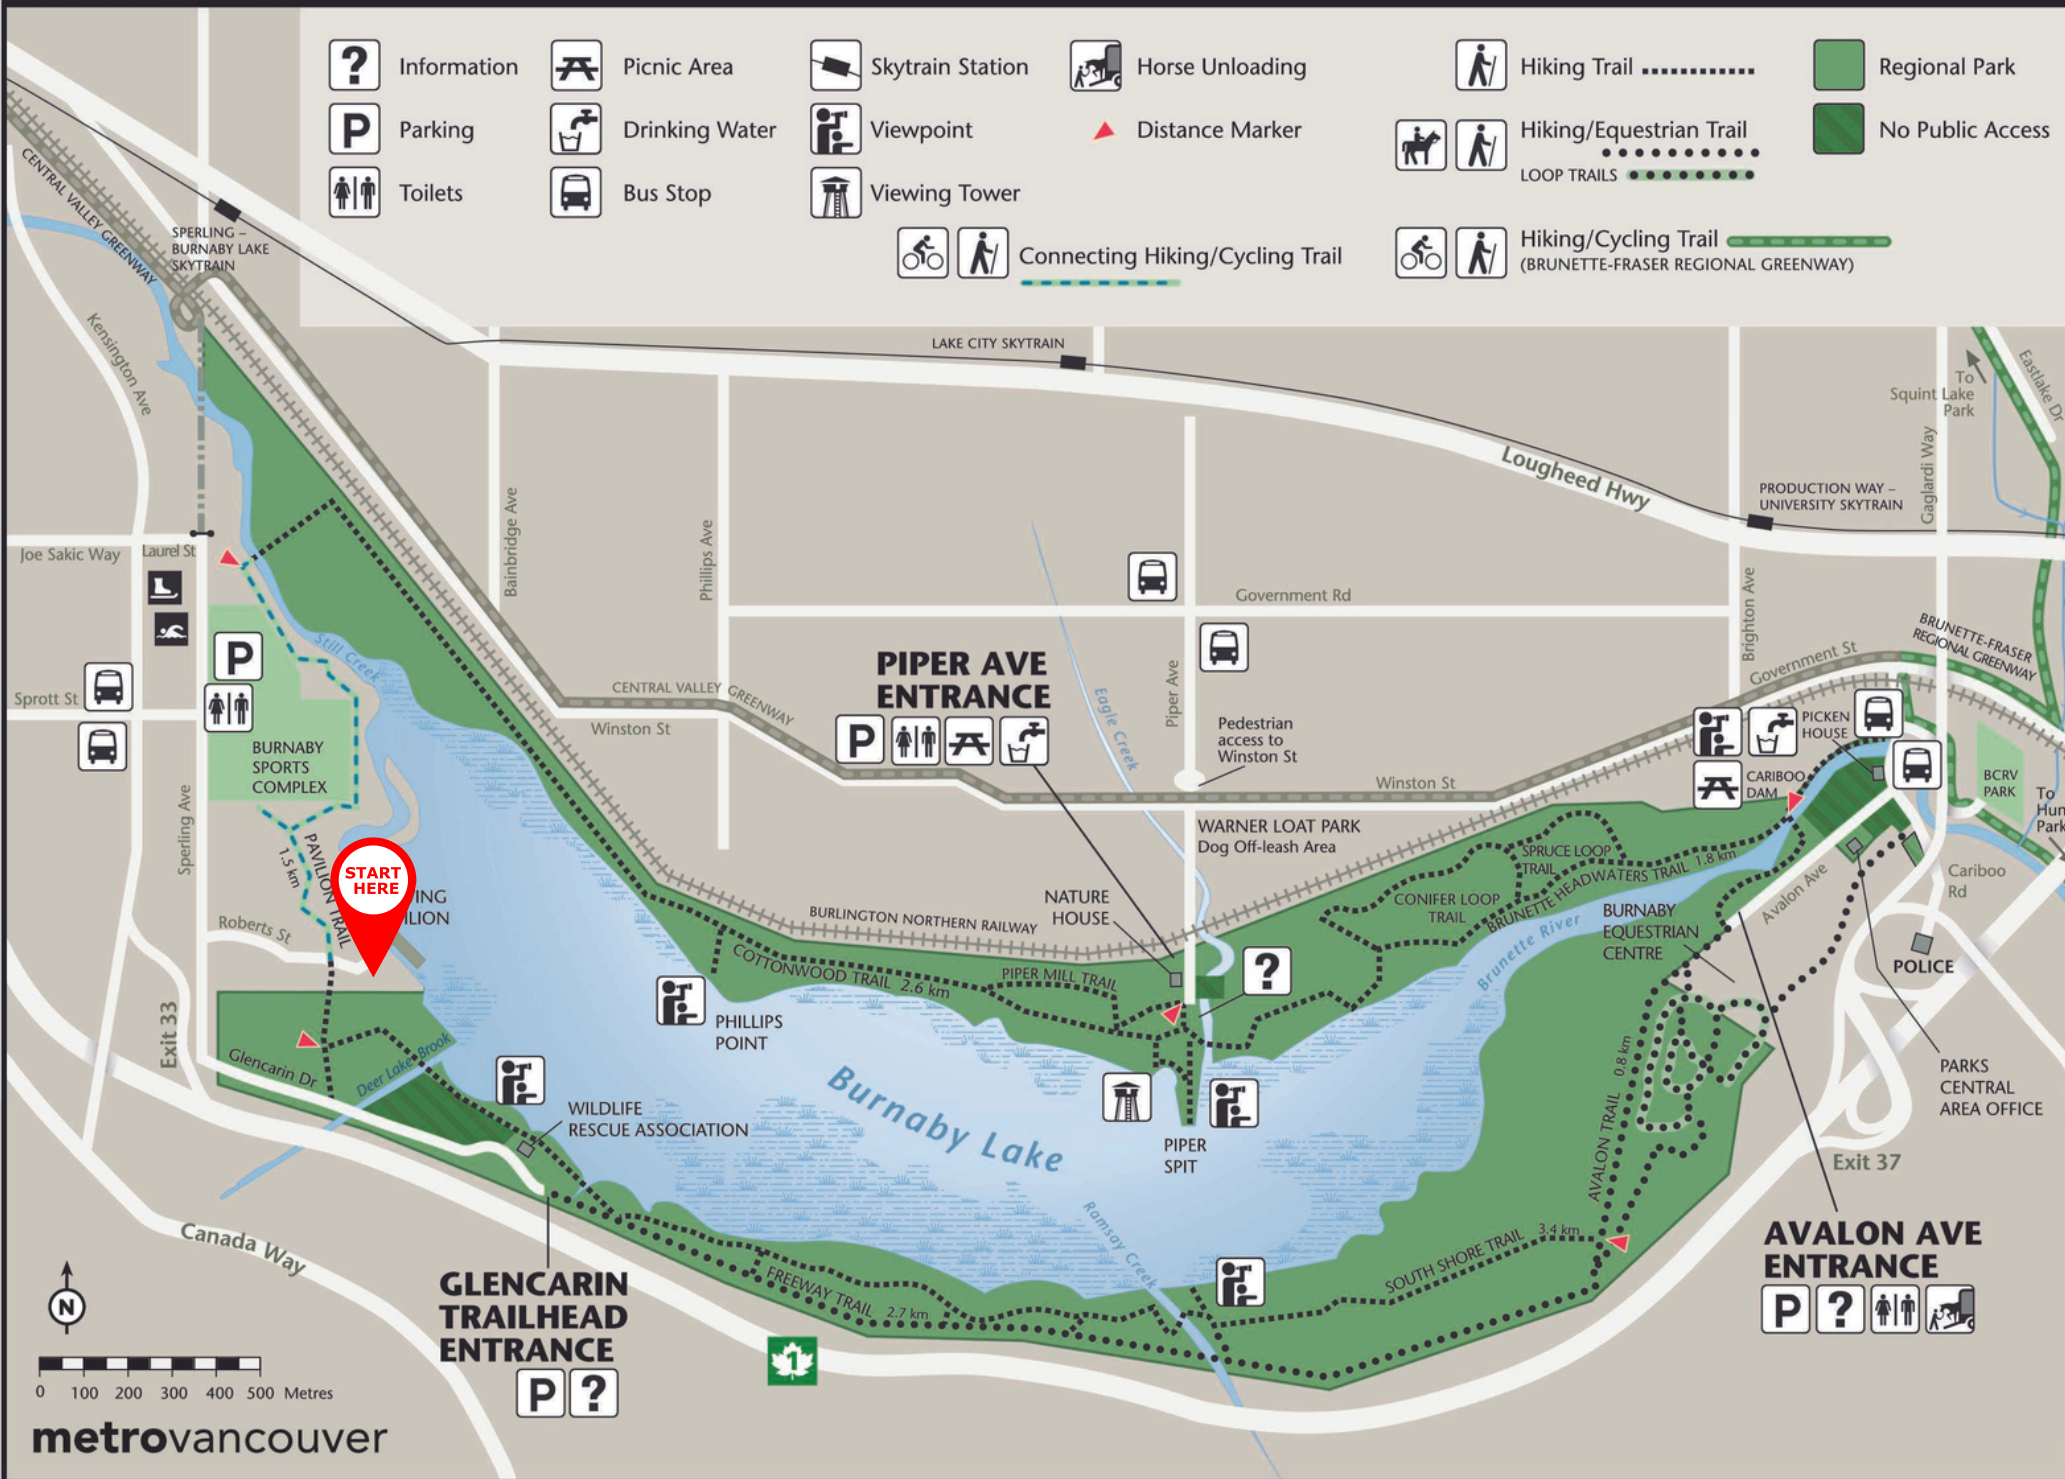 Information
Parking
Toilets
Picnic Area
Drinking Water
Bus Stop
Skytrain Station
Viewpoint
Viewing Tower
Horse Unloading
Distance Marker
Connecting Hiking/Cycling Trail
Hiking Trail
Hiking/Equestrian Trail
LOOP TRAILS
Hiking/Cycling Trail
(BRUNETTE-FRASER REGIONAL GREENWAY)
Regional Park
No Public Access
CENTRAL VALLEY GREENWAY
SPERLING –
BURNABY LAKE
SKYTRAIN
Kensington Ave
LAKE CITY SKYTRAIN
Lougheed Hwy
To
Squint Lake
Park
Eastlake Dr
Gaglardi Way
PRODUCTION WAY –
UNIVERSITY SKYTRAIN
Joe Sakic Way
Laurel St
Bainbridge Ave
Phillips Ave
Government Rd
Brighton Ave
Still Creek
P
Sprott St
BURNABY
SPORTS
COMPLEX
Sperling Ave
CENTRAL VALLEY GREENWAY
Winston St
PIPER AVE
ENTRANCE
P
Eagle Creek
Piper Ave
Pedestrian
access to
Winston St
Winston St
Government St
BRUNETTE-FRASER
REGIONAL GREENWAY
PICKEN
HOUSE
CARIBOO
DAM
BCRV
PARK
To
Hun
Park
WARNER LOAT PARK
Dog Off-leash Area
SPRUCE LOOP
TRAIL
BRUNETTE HEADWATERS TRAIL 1.8 km
CONIFER LOOP
TRAIL
Brunette River
BURNABY
EQUESTRIAN
CENTRE
Avalon Ave
Cariboo
Rd
POLICE
PARKS
CENTRAL
AREA OFFICE
PAVILION TRAIL
1.5 km
START
HERE
ING
ILION
Roberts St
BURLINGTON NORTHERN RAILWAY
NATURE
HOUSE
COTTONWOOD TRAIL 2.6 km
PIPER MILL TRAIL
?
PHILLIPS
POINT
Exit 33
Glencarin Dr
Deer Lake Brook
WILDLIFE
RESCUE ASSOCIATION
Burnaby Lake
PIPER
SPIT
Ramsay Creek
AVALON TRAIL 0.8 km
Exit 37
SOUTH SHORE TRAIL 3.4 km
FREEWAY TRAIL 2.7 km
AVALON AVE
ENTRANCE
P ?
Canada Way
GLENCARIN
TRAILHEAD
ENTRANCE
P ?
1
N
0 100 200 300 400 500 Metres
metrovancouver